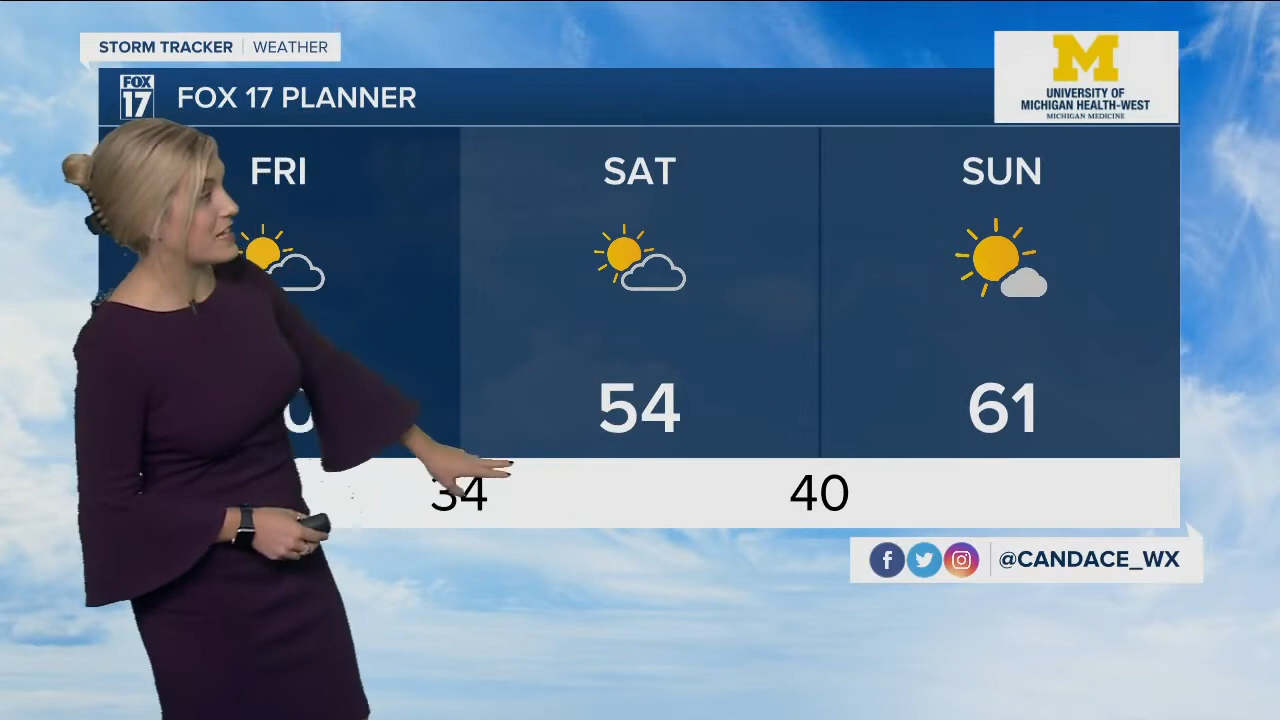 STORM TRACKER | WEATHER
FOX
17
FOX 17 PLANNER
M
UNIVERSITY OF
MICHIGAN HEALTH-WEST
MICHIGAN MEDICINE
FRI
SAT
SUN
54
61
34
40
@CANDACE_WX